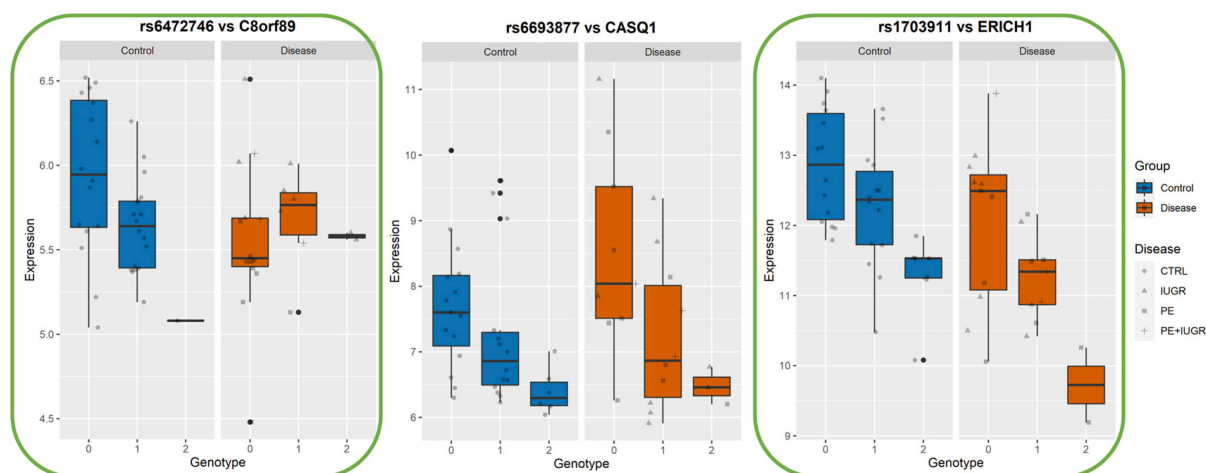 rs6472746 vs C8orf89
Control Disease
6.5
6.0
5.5
5.0
4.5
Expression
0 1 2 0 1 2
Genotype
rs6693877 vs CASQ1
Control Disease
11
10
9
8
7
6
Expression
0 1 2 0 1 2
Genotype
rs1703911 vs ERICH1
Control Disease
14
13
12
11
10
9
Expression
0 1 2 0 1 2
Genotype
Group
Control
Disease
Disease
CTRL
IUGR
PE
PE+IUGR